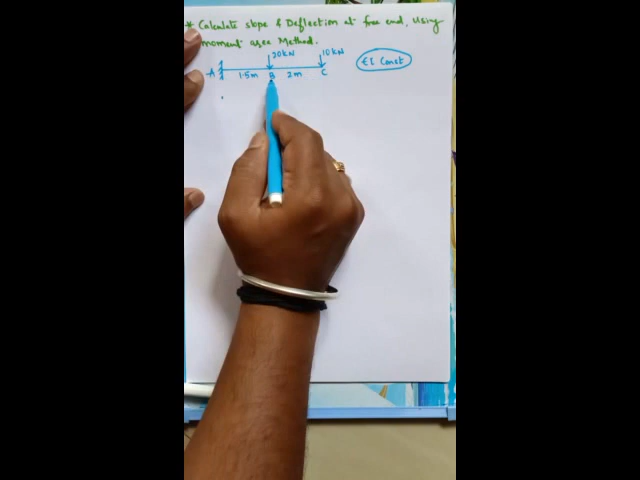 * Calculate slope & Deflection at free end, using
moment area Method.
20KN 10KN
A 1.5m B 2m C
EI Const